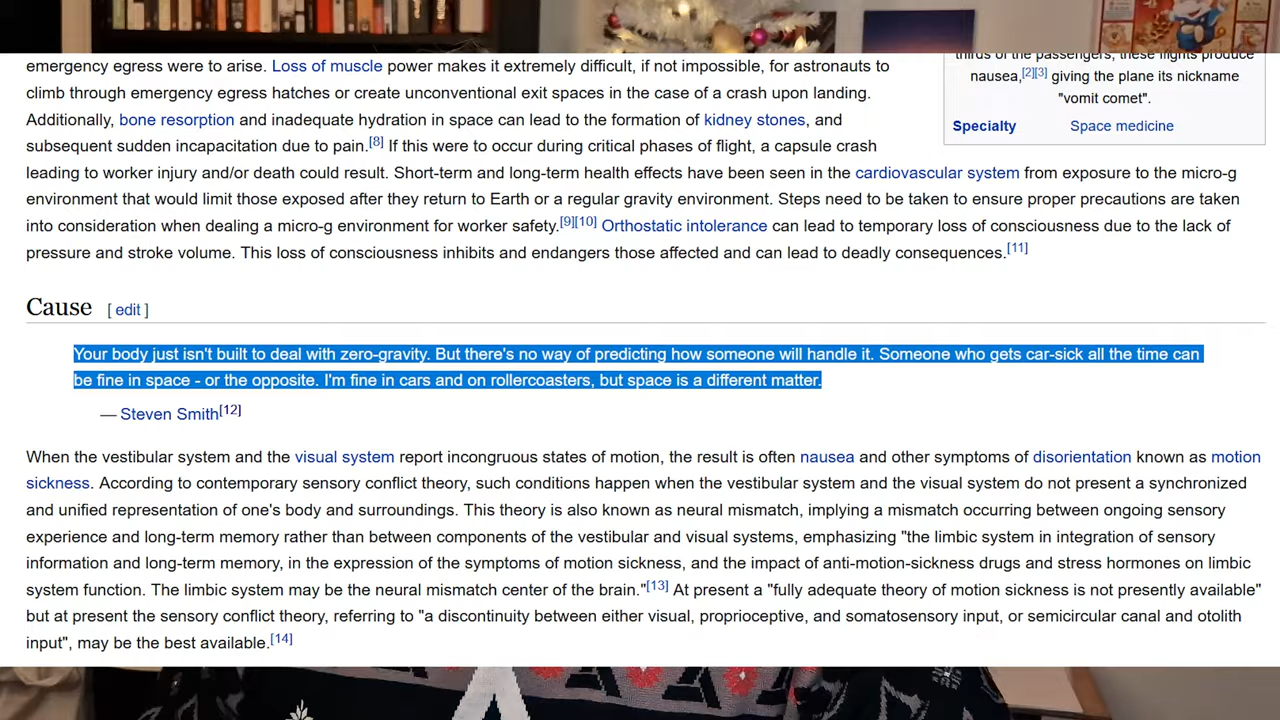 thirds of the passengers, these flights produce
nausea,[2][3] giving the plane its nickname
"vomit comet".
Specialty Space medicine
emergency egress were to arise. Loss of muscle power makes it extremely difficult, if not impossible, for astronauts to
climb through emergency egress hatches or create unconventional exit spaces in the case of a crash upon landing.
Additionally, bone resorption and inadequate hydration in space can lead to the formation of kidney stones, and
subsequent sudden incapacitation due to pain.[8] If this were to occur during critical phases of flight, a capsule crash
leading to worker injury and/or death could result. Short-term and long-term health effects have been seen in the cardiovascular system from exposure to the micro-g
environment that would limit those exposed after they return to Earth or a regular gravity environment. Steps need to be taken to ensure proper precautions are taken
into consideration when dealing a micro-g environment for worker safety.[9][10] Orthostatic intolerance can lead to temporary loss of consciousness due to the lack of
pressure and stroke volume. This loss of consciousness inhibits and endangers those affected and can lead to deadly consequences.[11]
Cause [ edit ]
Your body just isn't built to deal with zero-gravity. But there's no way of predicting how someone will handle it. Someone who gets car-sick all the time can
be fine in space - or the opposite. I'm fine in cars and on rollercoasters, but space is a different matter.
— Steven Smith[12]
When the vestibular system and the visual system report incongruous states of motion, the result is often nausea and other symptoms of disorientation known as motion
sickness. According to contemporary sensory conflict theory, such conditions happen when the vestibular system and the visual system do not present a synchronized
and unified representation of one's body and surroundings. This theory is also known as neural mismatch, implying a mismatch occurring between ongoing sensory
experience and long-term memory rather than between components of the vestibular and visual systems, emphasizing "the limbic system in integration of sensory
information and long-term memory, in the expression of the symptoms of motion sickness, and the impact of anti-motion-sickness drugs and stress hormones on limbic
system function. The limbic system may be the neural mismatch center of the brain."[13] At present a "fully adequate theory of motion sickness is not presently available"
but at present the sensory conflict theory, referring to "a discontinuity between either visual, proprioceptive, and somatosensory input, or semicircular canal and otolith
input", may be the best available.[14]